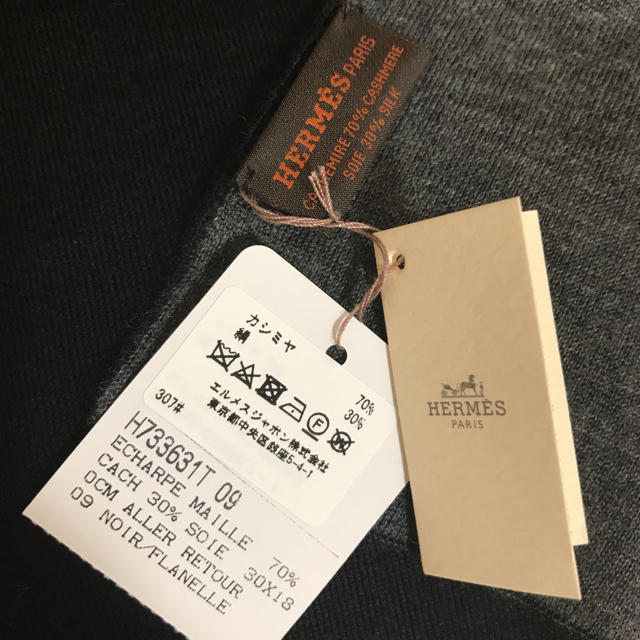 HERMÈS PARIS
CACHEMIRE 70% CASHMERE
SOIE 30% SILK
HERMÈS
PARIS
カシミヤ 70%
絹 30%
F
エルメスジャポン株式会社
東京都中央区銀座5-4-1
307#
H733631T 09
ECHARPE MAILLE 70%
CACH 30% SOIE 30X18
0CM ALLER RETOUR
09 NOIR/FLANELLE